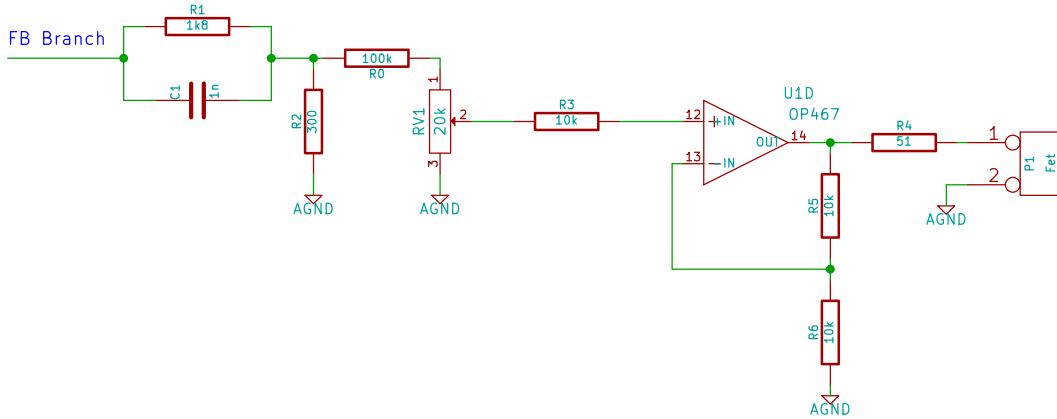 FB Branch
R1
1k8
C1
1n
R2
300
AGND
100k
R0
RV1
20k
1
2
3
AGND
R3
10k
U1D
OP467
12
+IN
13
-IN
OUT
14
R4
51
R5
10k
R6
10k
AGND
1
2
AGND
P1
Fet